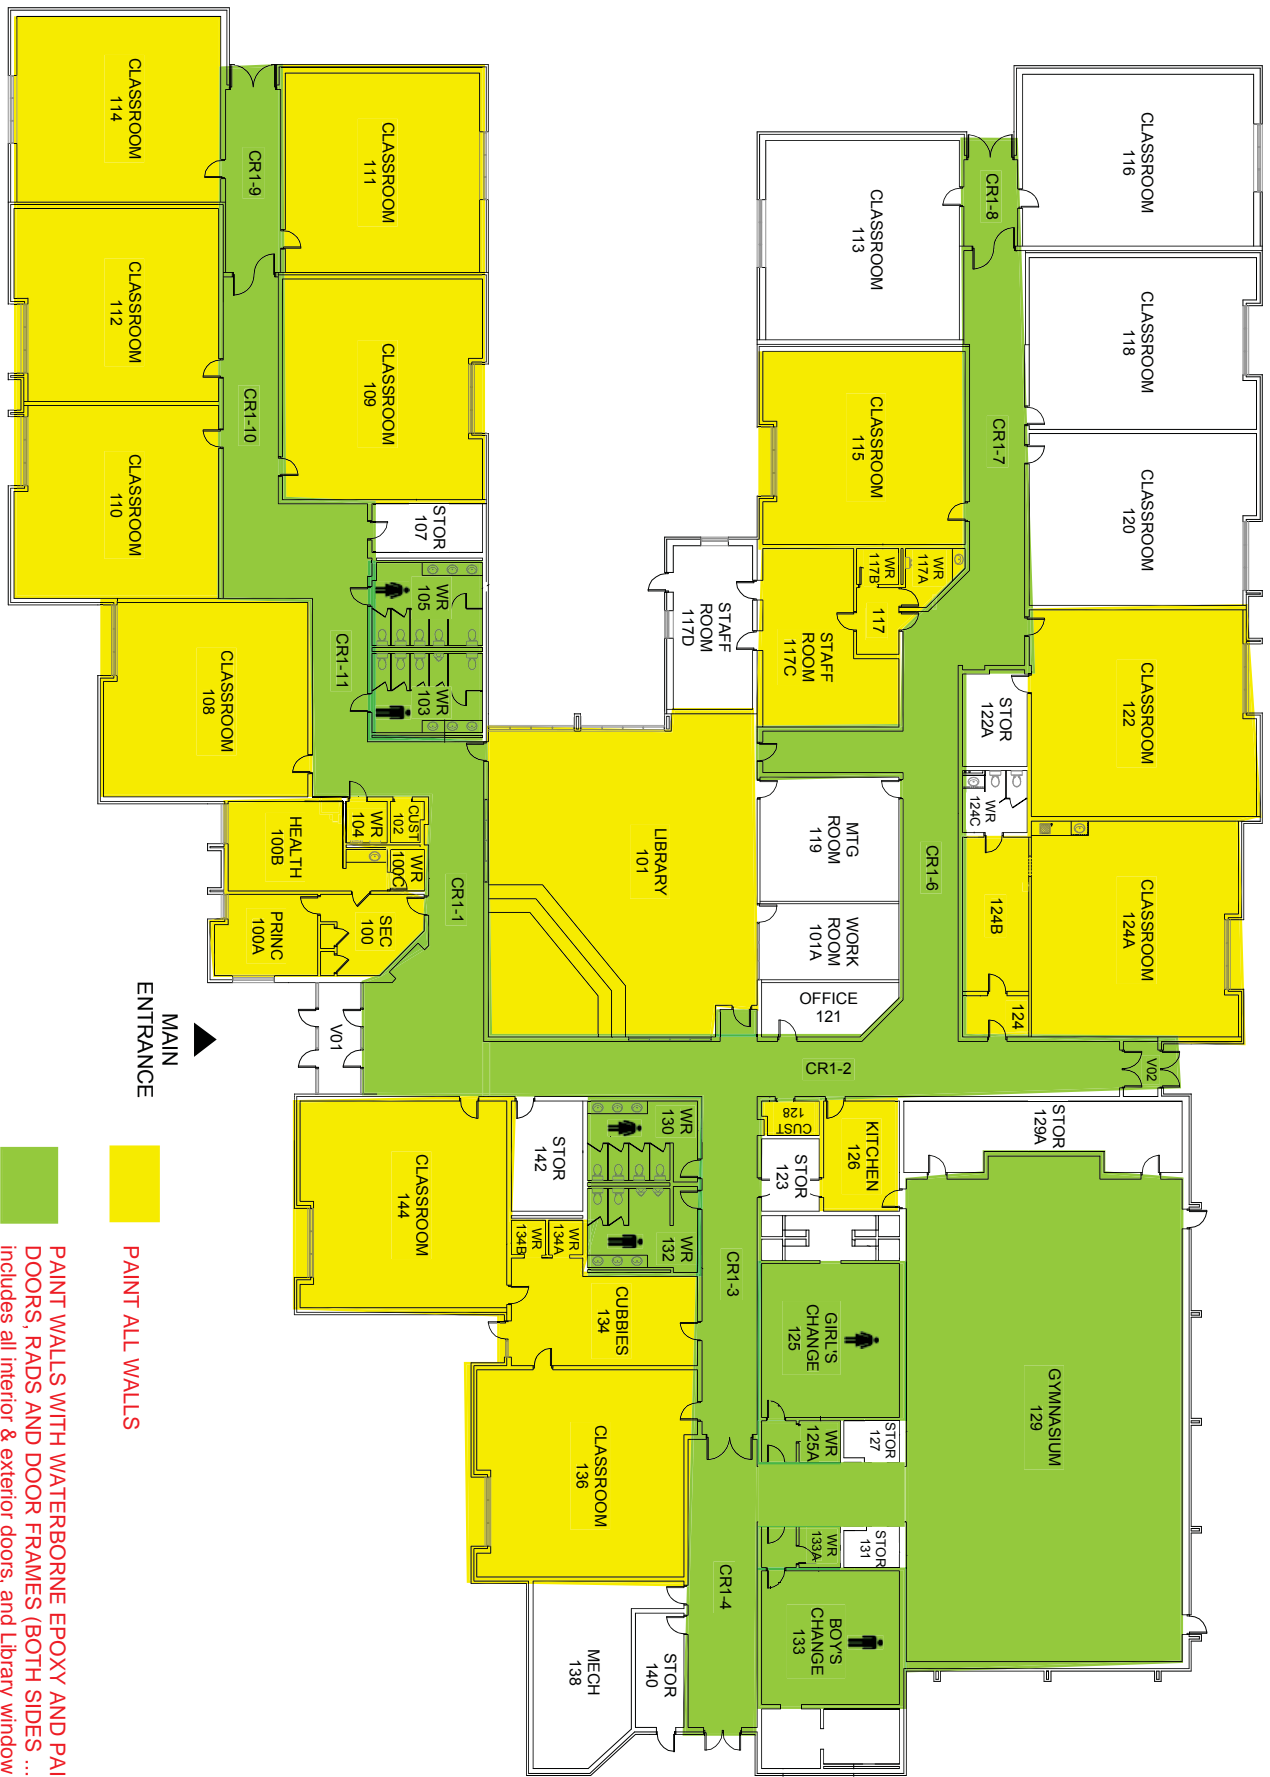 CLASSROOM
114
CR1-9
CLASSROOM
111
CLASSROOM
112
CR1-10
CLASSROOM
109
CLASSROOM
110
STOR
107
WR
105
WR
103
CR1-11
CLASSROOM
108
CUST
102
WR
104
WR
100C
HEALTH
100B
SEC
100
PRINC
100A
CR1-1
V01
MAIN
ENTRANCE
LIBRARY
101
CLASSROOM
116
CR1-8
CLASSROOM
113
CLASSROOM
118
CR1-7
CLASSROOM
115
CLASSROOM
120
WR
117A
WR
117B
117
STAFF
ROOM
117C
STAFF
ROOM
117D
CLASSROOM
122
STOR
122A
WR
124C
MTG
ROOM
119
CR1-6
WORK
ROOM
101A
OFFICE
121
CLASSROOM
124A
124B
124
CR1-2
V02
CLASSROOM
144
STOR
142
WR
130
WR
132
WR
134A
WR
134B
CUBBIES
134
CLASSROOM
136
CR1-3
CUST
128
STOR
123
KITCHEN
126
STOR
129A
GIRL'S
CHANGE
125
WR
125A
STOR
127
GYMNASIUM
129
STOR
131
WR
133A
BOY'S
CHANGE
133
CR1-4
STOR
140
MECH
138
PAINT ALL WALLS
PAINT WALLS WITH WATERBORNE EPOXY AND PAI
DOORS, RADS AND DOOR FRAMES (BOTH SIDES ...
includes all interior & exterior doors, and Library window